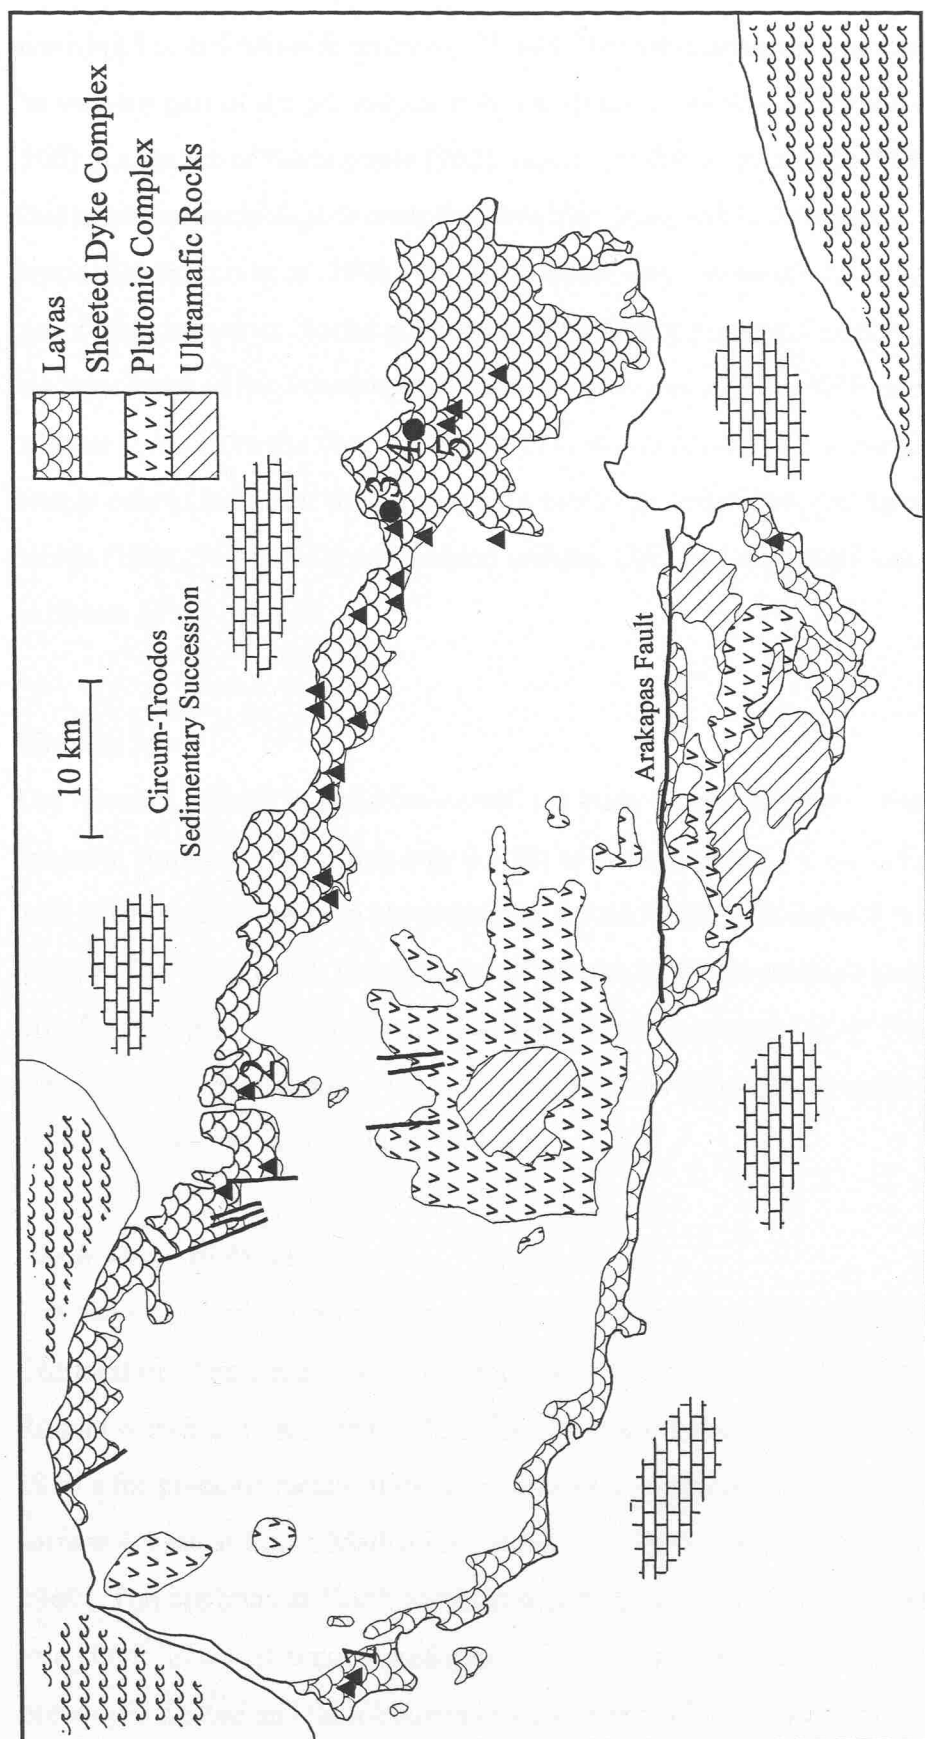 Lavas
Sheeted Dyke Complex
Plutonic Complex
Ultramafic Rocks
10 km
Circum-Troodos
Sedimentary Succession
Arakapas Fault
1
2
3
4
5